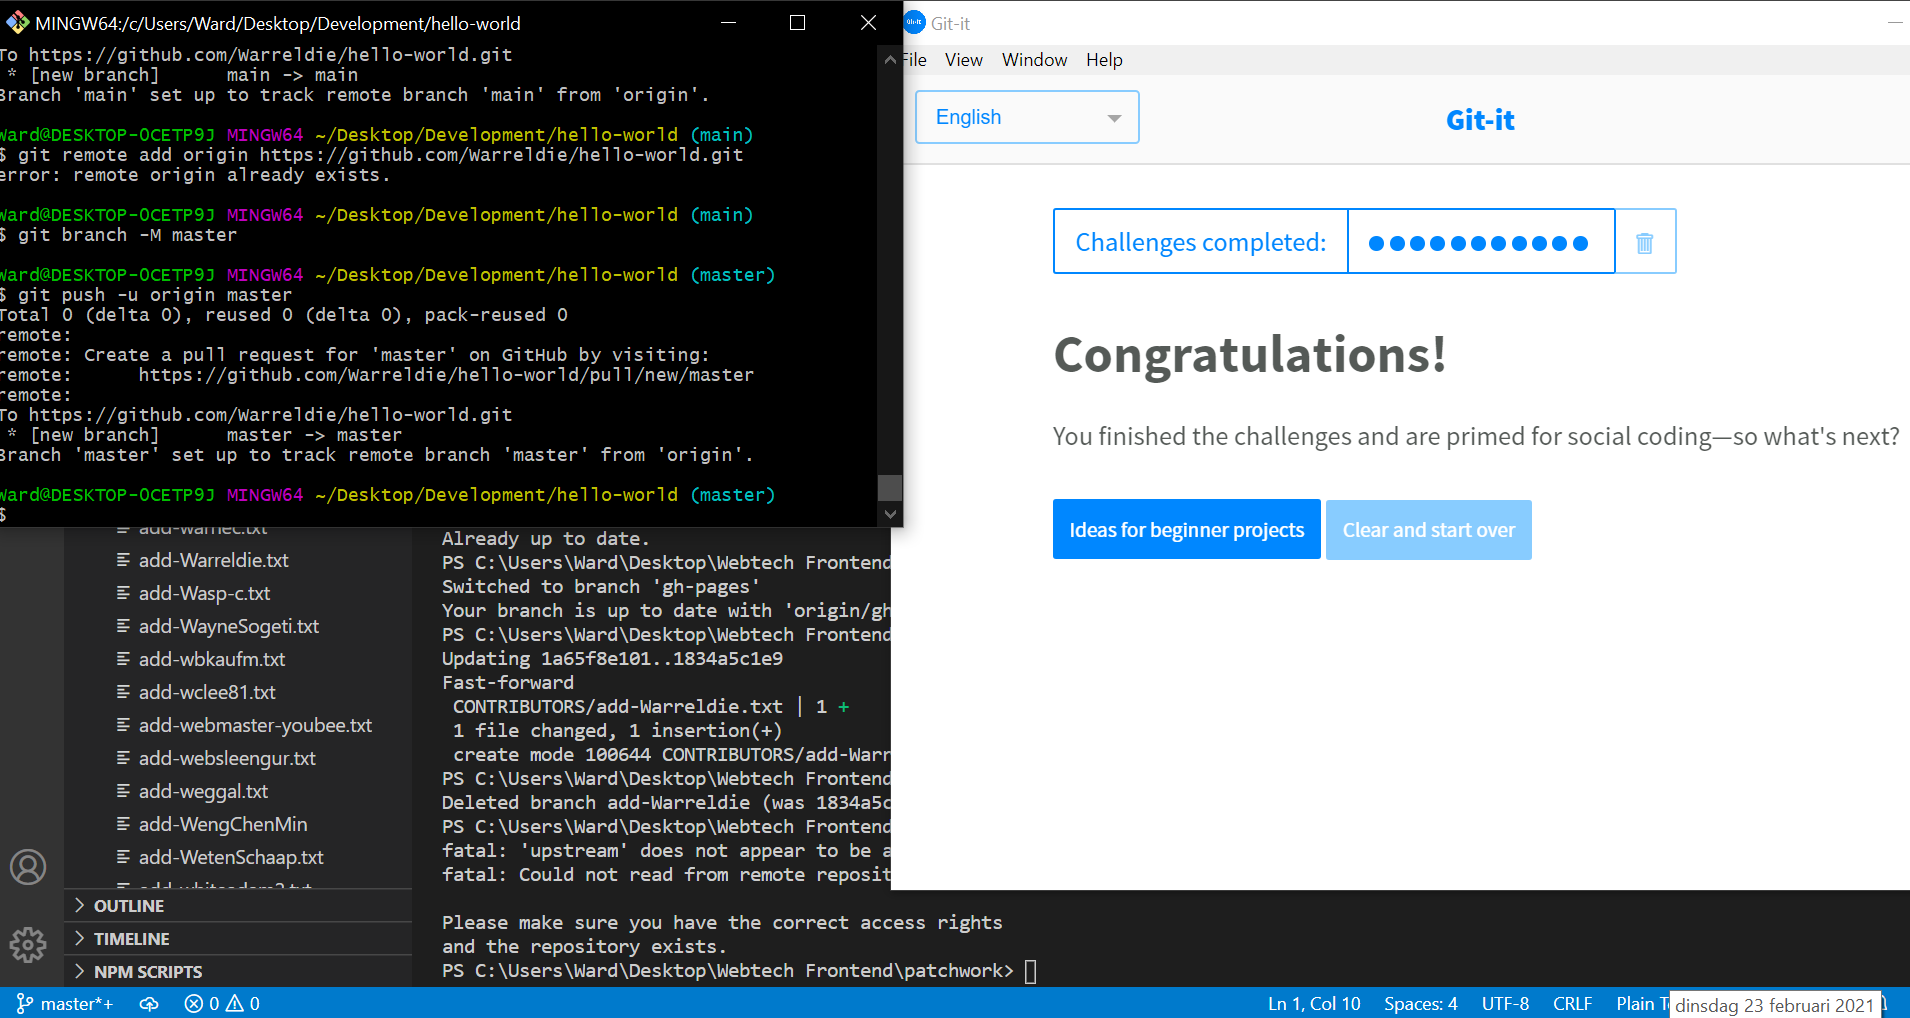 MINGW64:/c/Users/Ward/Desktop/Development/hello-world
To https://github.com/Warreldie/hello-world.git
* [new branch] main -> main
Branch 'main' set up to track remote branch 'main' from 'origin'.
Ward@DESKTOP-OCETP9J MINGW64 ~/Desktop/Development/hello-world (main)
$ git remote add origin https://github.com/Warreldie/hello-world.git
error: remote origin already exists.
Ward@DESKTOP-OCETP9J MINGW64 ~/Desktop/Development/hello-world (main)
$ git branch -M master
Ward@DESKTOP-OCETP9J MINGW64 ~/Desktop/Development/hello-world (master)
$ git push -u origin master
Total 0 (delta 0), reused 0 (delta 0), pack-reused 0
remote:
remote: Create a pull request for 'master' on GitHub by visiting:
remote: https://github.com/Warreldie/hello-world/pull/new/master
remote:
To https://github.com/Warreldie/hello-world.git
* [new branch] master -> master
Branch 'master' set up to track remote branch 'master' from 'origin'.
Ward@DESKTOP-OCETP9J MINGW64 ~/Desktop/Development/hello-world (master)
$
Git-it
File View Window Help
English
Git-it
Challenges completed:
Congratulations!
You finished the challenges and are primed for social coding—so what's next?
Ideas for beginner projects
Clear and start over
add-Warreldie.txt
add-Wasp-c.txt
add-WayneSogeti.txt
add-wbkaufm.txt
add-wclee81.txt
add-webmaster-youbee.txt
add-websleengur.txt
add-weggal.txt
add-WengChenMin
add-WetenSchaap.txt
OUTLINE
TIMELINE
NPM SCRIPTS
Already up to date.
PS C:\Users\Ward\Desktop\Webtech Frontend
Switched to branch 'gh-pages'
Your branch is up to date with 'origin/gh
PS C:\Users\Ward\Desktop\Webtech Frontend
Updating 1a65f8e101..1834a5c1e9
Fast-forward
CONTRIBUTORS/add-Warreldie.txt | 1 +
1 file changed, 1 insertion(+)
create mode 100644 CONTRIBUTORS/add-Warr
PS C:\Users\Ward\Desktop\Webtech Frontend
Deleted branch add-Warreldie (was 1834a5c
PS C:\Users\Ward\Desktop\Webtech Frontend
fatal: 'upstream' does not appear to be a
fatal: Could not read from remote reposit
Please make sure you have the correct access rights
and the repository exists.
PS C:\Users\Ward\Desktop\Webtech Frontend\patchwork>
master*+ 0 0
Ln 1, Col 10 Spaces: 4 UTF-8 CRLF Plain T
dinsdag 23 februari 2021